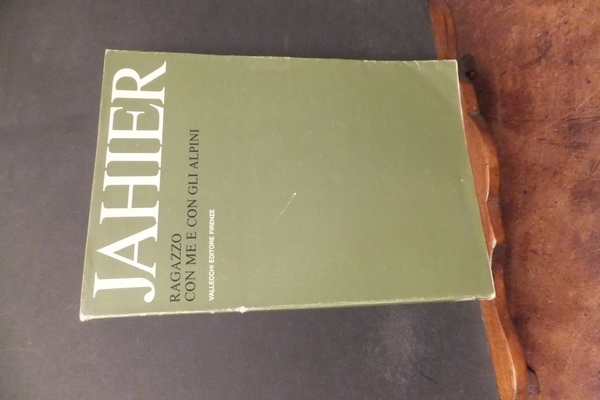 JAHIER
RAGAZZO
CON ME E CON GLI ALPINI
VALLECCHI EDITORE FIRENZE